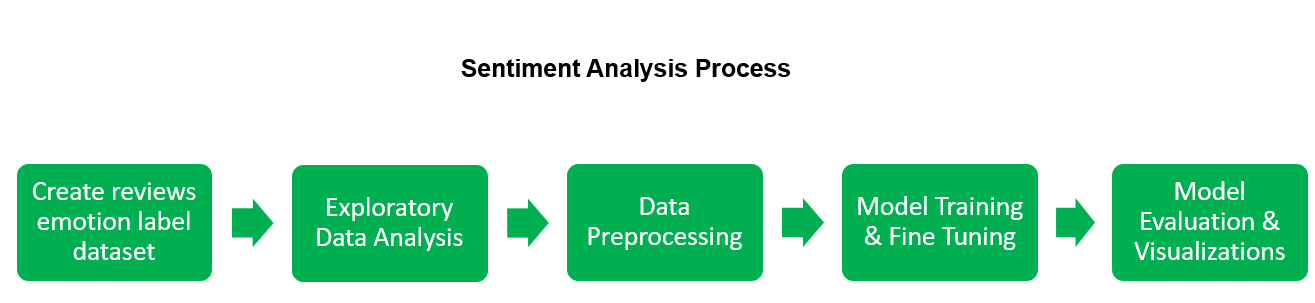 Sentiment Analysis Process
Create reviews
emotion label
dataset
Exploratory
Data Analysis
Data
Preprocessing
Model Training
& Fine Tuning
Model
Evaluation &
Visualizations